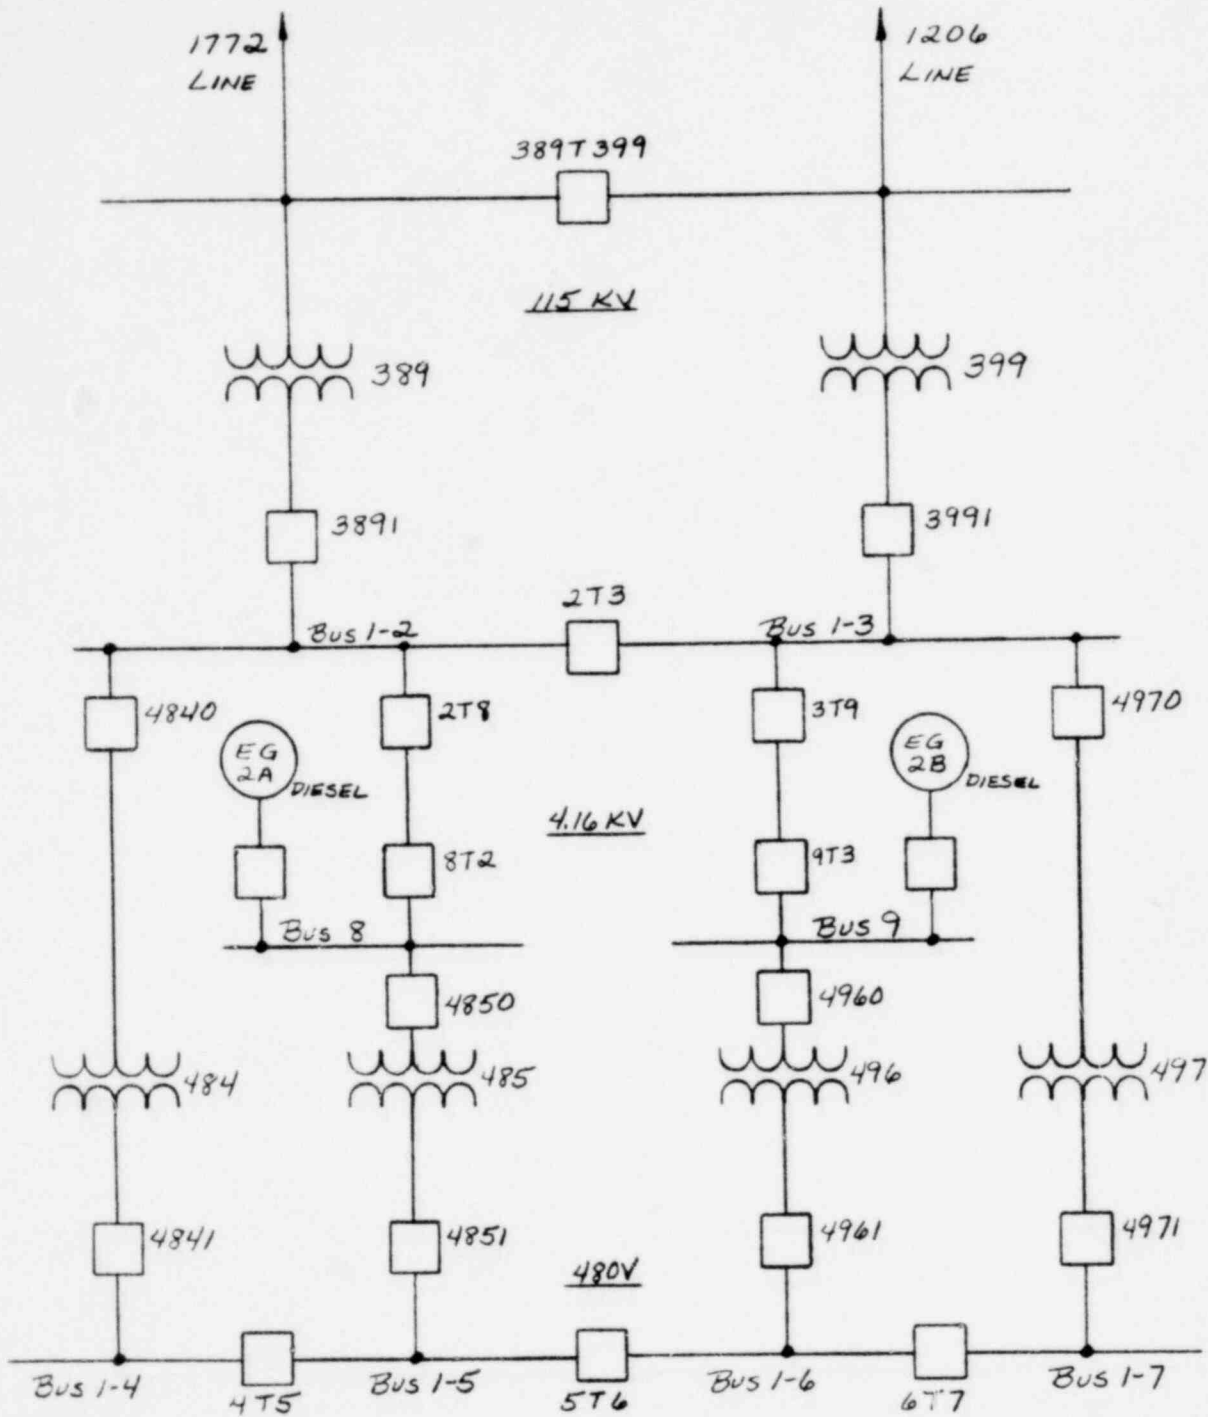 1772
LINE
1206
LINE
389T399
115 KV
389
399
3891
3991
2T3
Bus 1-2
Bus 1-3
4840
2T8
3T9
4970
EG
2A
DIESEL
EG
2B
DIESEL
4.16 KV
8T2
9T3
Bus 8
Bus 9
4850
4960
484
485
496
497
4841
4851
4961
4971
480V
Bus 1-4
4T5
Bus 1-5
5T6
Bus 1-6
6T7
Bus 1-7